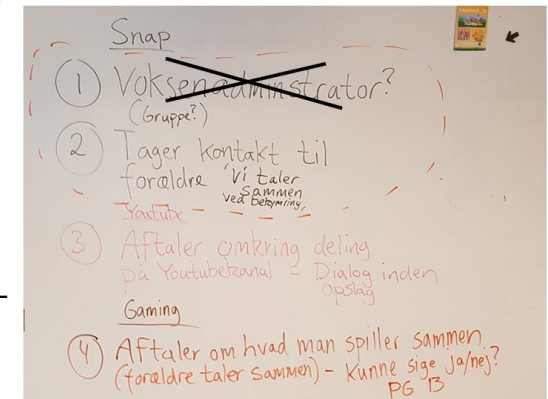 Snap
1 Voksenadminstrator?
(Gruppe?)
2 Tager kontakt til
forældre 'Vi taler
sammen
ved bekymring,
Youtube
3 Aftaler omkring deling
på Youtubekanal - Dialog inden
opslag
Gaming
4 Aftaler om hvad man spiller sammen
(forældre taler sammen) - Kunne sige ja/nej?
PG 13